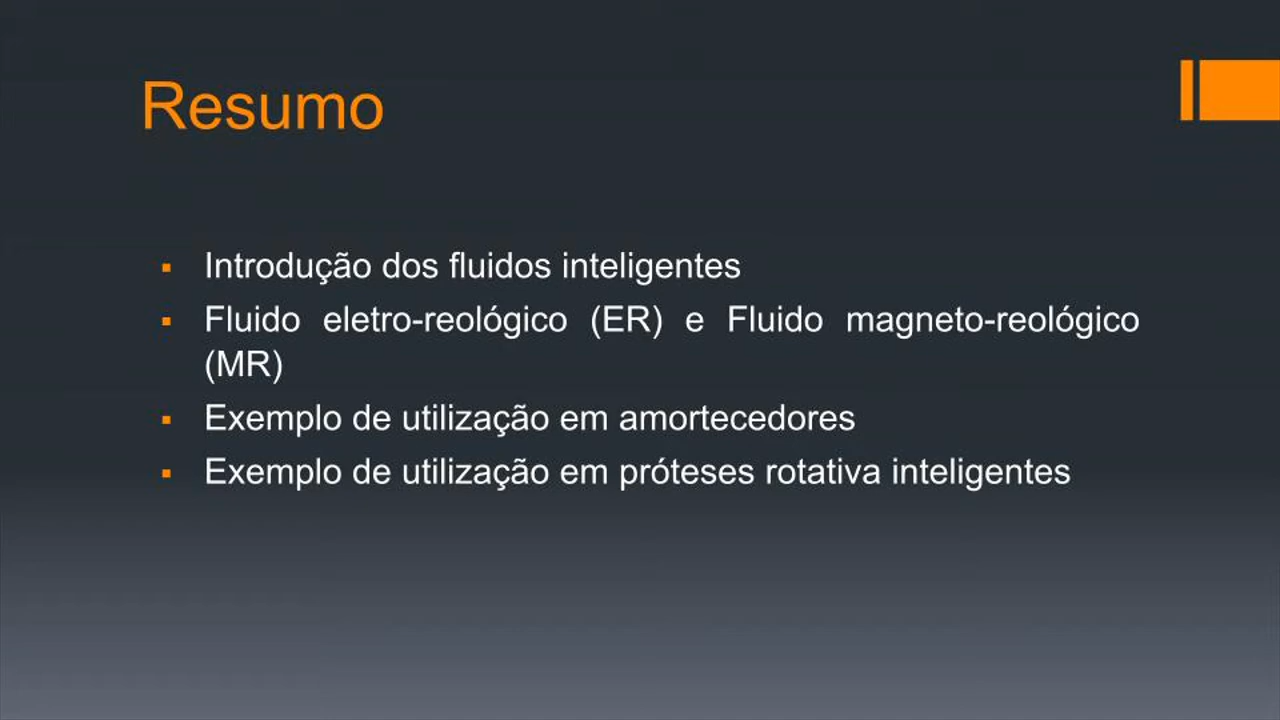 Resumo
Introdução dos fluidos inteligentes
Fluido eletro-reológico (ER) e Fluido magneto-reológico
(MR)
Exemplo de utilização em amortecedores
Exemplo de utilização em próteses rotativa inteligentes